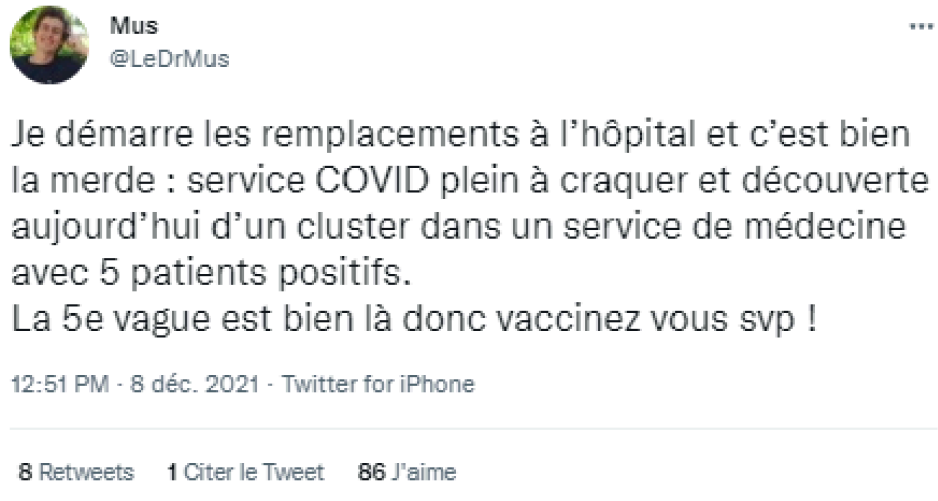 Mus
@LeDrMus
Je démarre les remplacements à l'hôpital et c'est bien
la merde : service COVID plein à craquer et découverte
aujourd'hui d'un cluster dans un service de médecine
avec 5 patients positifs.
La 5e vague est bien là donc vaccinez vous svp !
12:51 PM · 8 déc. 2021 · Twitter for iPhone
8 Retweets 1 Citer le Tweet 86 J'aime